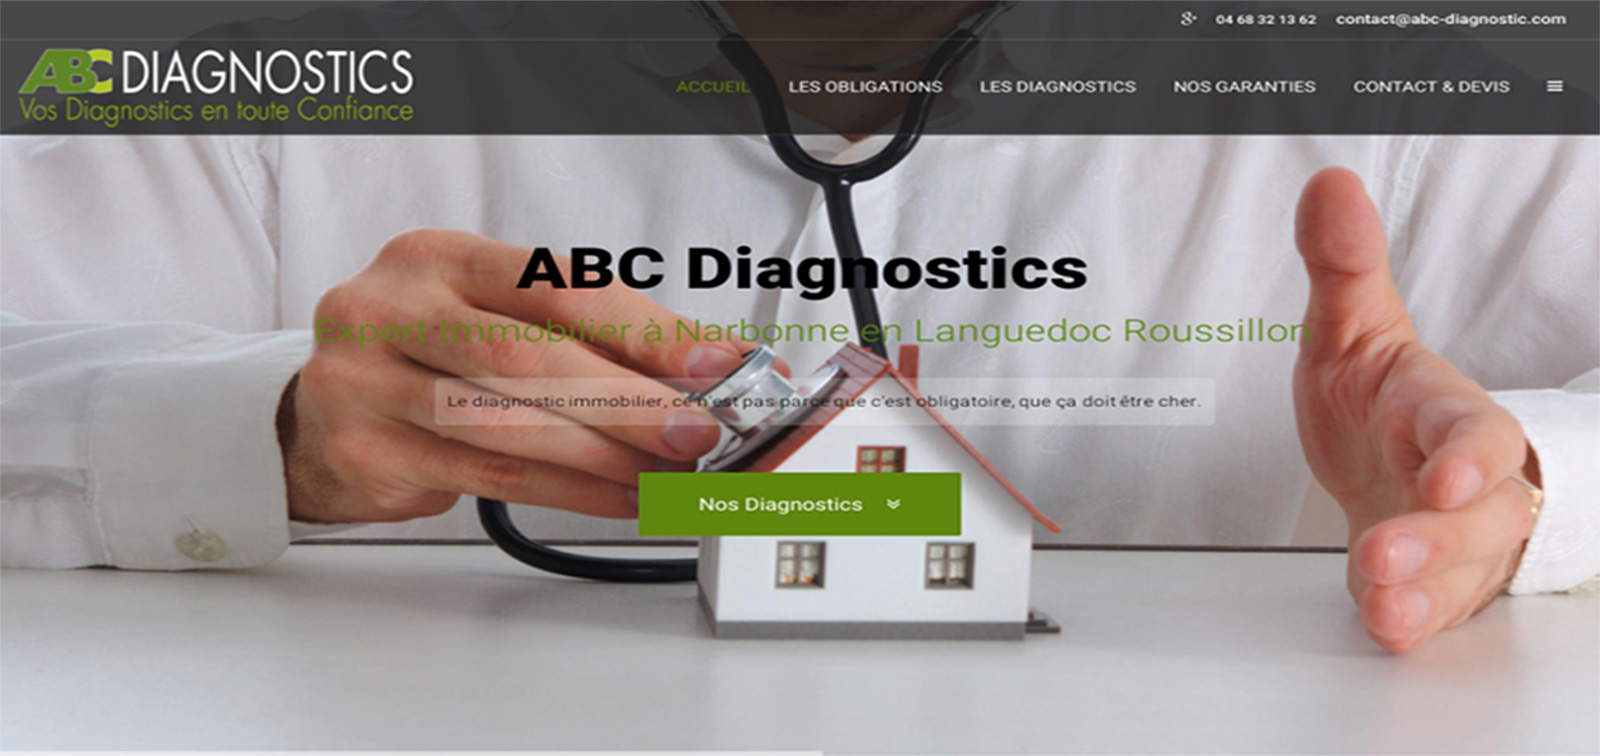 04 68 32 13 62 contact@abc-diagnostic.com
ABC DIAGNOSTICS
Vos Diagnostics en toute Confiance
ACCUEIL LES OBLIGATIONS LES DIAGNOSTICS NOS GARANTIES CONTACT & DEVIS
ABC Diagnostics
Expert Immobilier à Narbonne en Languedoc Roussillon
Le diagnostic immobilier, ce n'est pas parce que c'est obligatoire, que ça doit être cher.
Nos Diagnostics